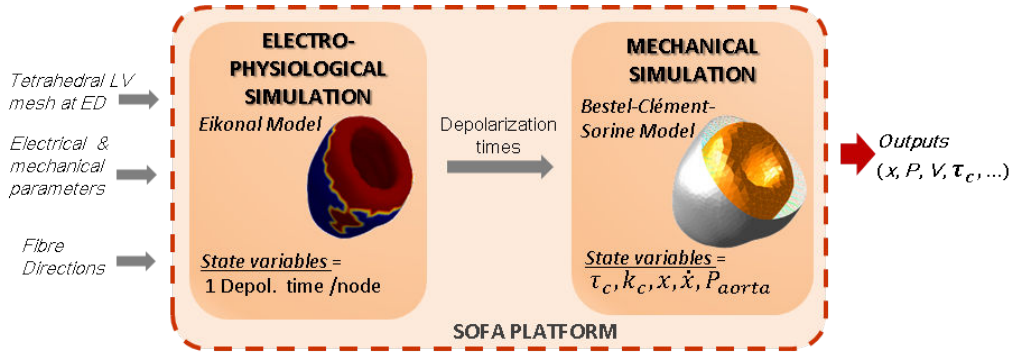 Tetrahedral LV
mesh at ED
Electrical &
mechanical
parameters
Fibre
Directions
ELECTRO-
PHYSIOLOGICAL
SIMULATION
Eikonal Model
State variables =
1 Depol. time /node
Depolarization
times
MECHANICAL
SIMULATION
Bestel-Clément-
Sorine Model
State variables =
τc, kc, x, ẋ, Paorta
SOFA PLATFORM
Outputs
(x, P, V, τc, ...)